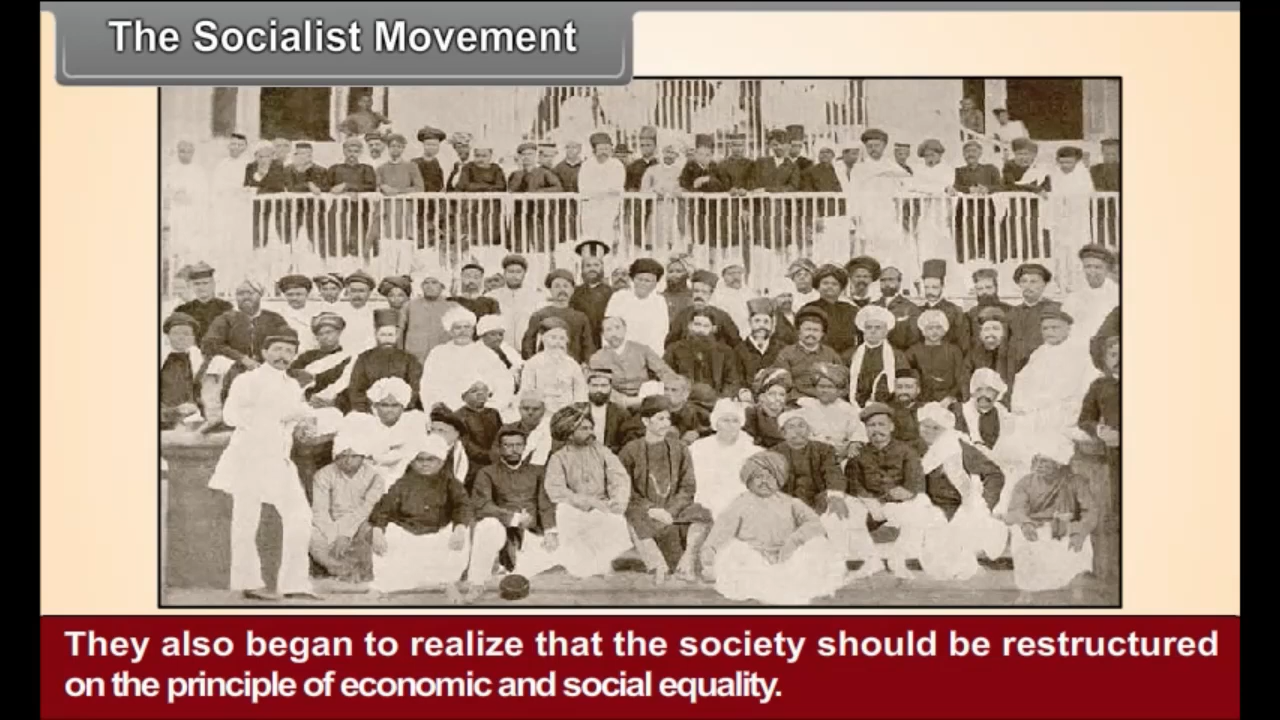 The Socialist Movement
They also began to realize that the society should be restructured
on the principle of economic and social equality.